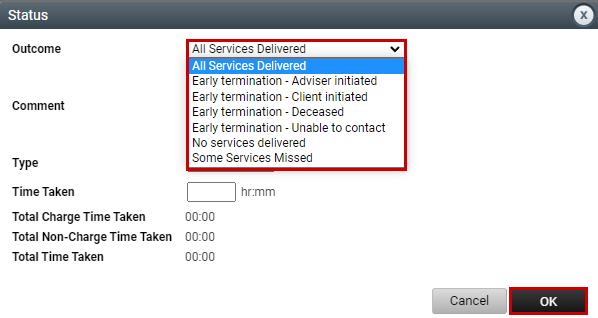 Status
X
Outcome
All Services Delivered
All Services Delivered
Early termination - Adviser initiated
Early termination - Client initiated
Early termination - Deceased
Early termination - Unable to contact
No services delivered
Some Services Missed
Comment
Type
Time Taken hr:mm
Total Charge Time Taken 00:00
Total Non-Charge Time Taken 00:00
Total Time Taken 00:00
Cancel OK